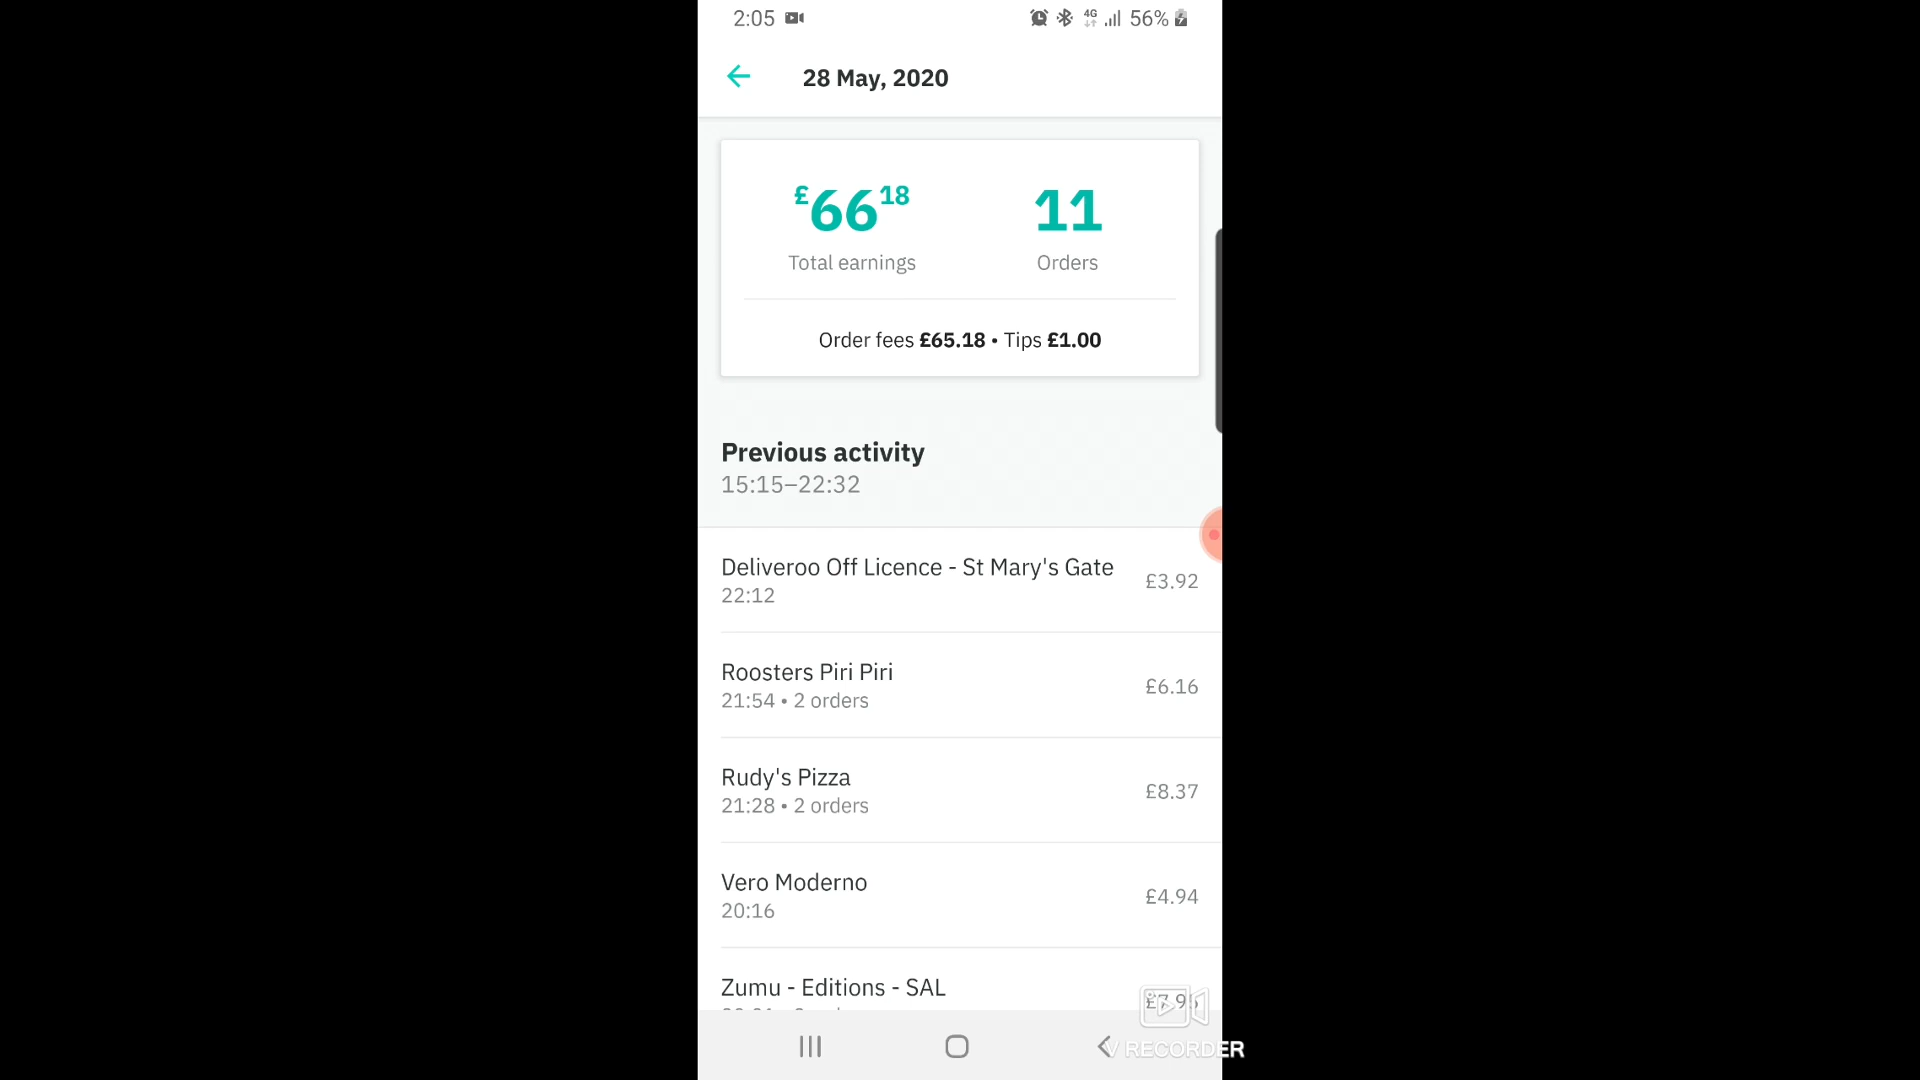 2:05
4G
56%
28 May, 2020
£66 18
11
Total earnings
Orders
Order fees £65.18 • Tips £1.00
Previous activity
15:15–22:32
Deliveroo Off Licence - St Mary's Gate
£3.92
22:12
Roosters Piri Piri
£6.16
21:54 • 2 orders
Rudy's Pizza
£8.37
21:28 • 2 orders
Vero Moderno
£4.94
20:16
Zumu - Editions - SAL
V RECORDER